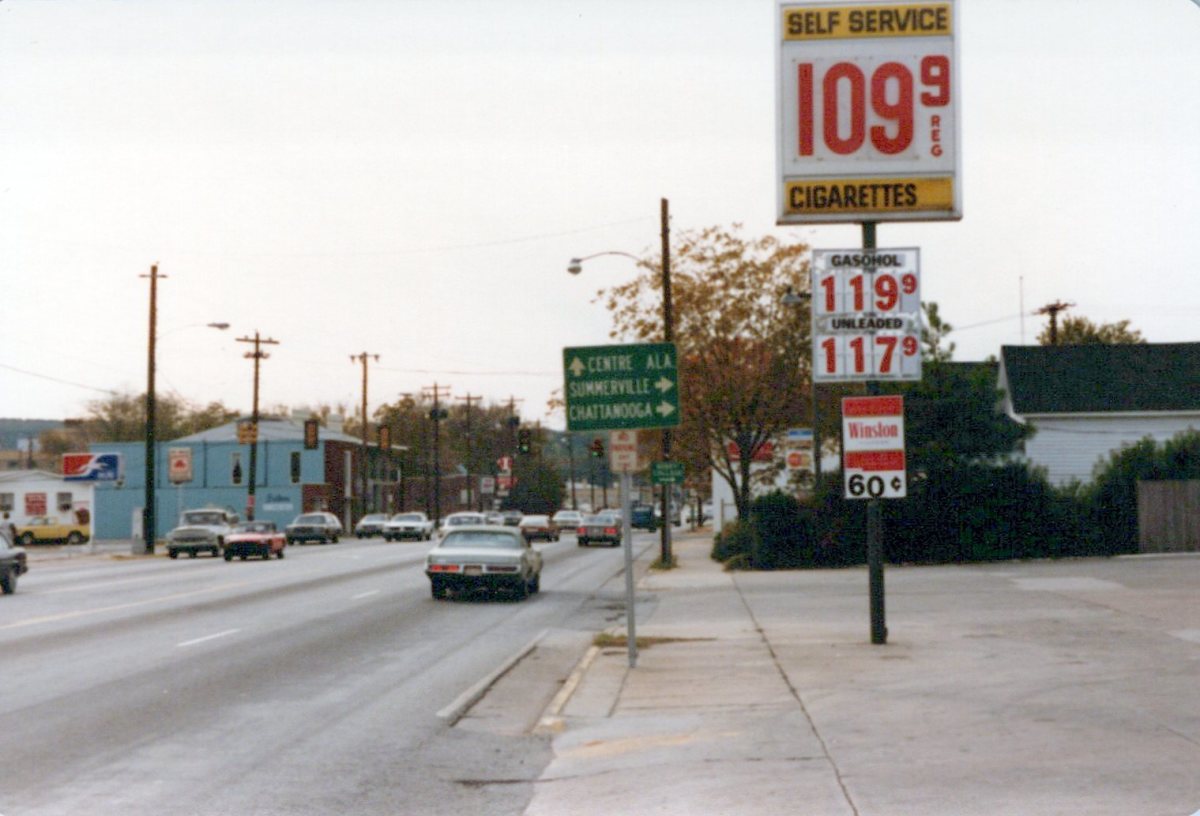 SELF SERVICE
109 9
REG
CIGARETTES
GASOHOL
119 9
UNLEADED
117 9
Winston
60¢
CENTRE ALA.
SUMMERVILLE
CHATTANOOGA